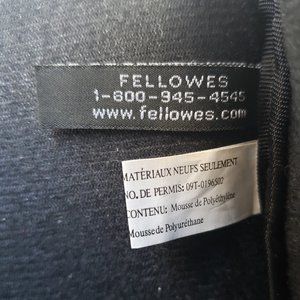 FELLOWES
1-800-945-4545
www.fellowes.com
MATÉRIAUX NEUFS SEULEMENT
NO. DE PERMIS: 09T-0196502
CONTENU: Mousse de Polyéthylène
Mousse de Polyuréthane